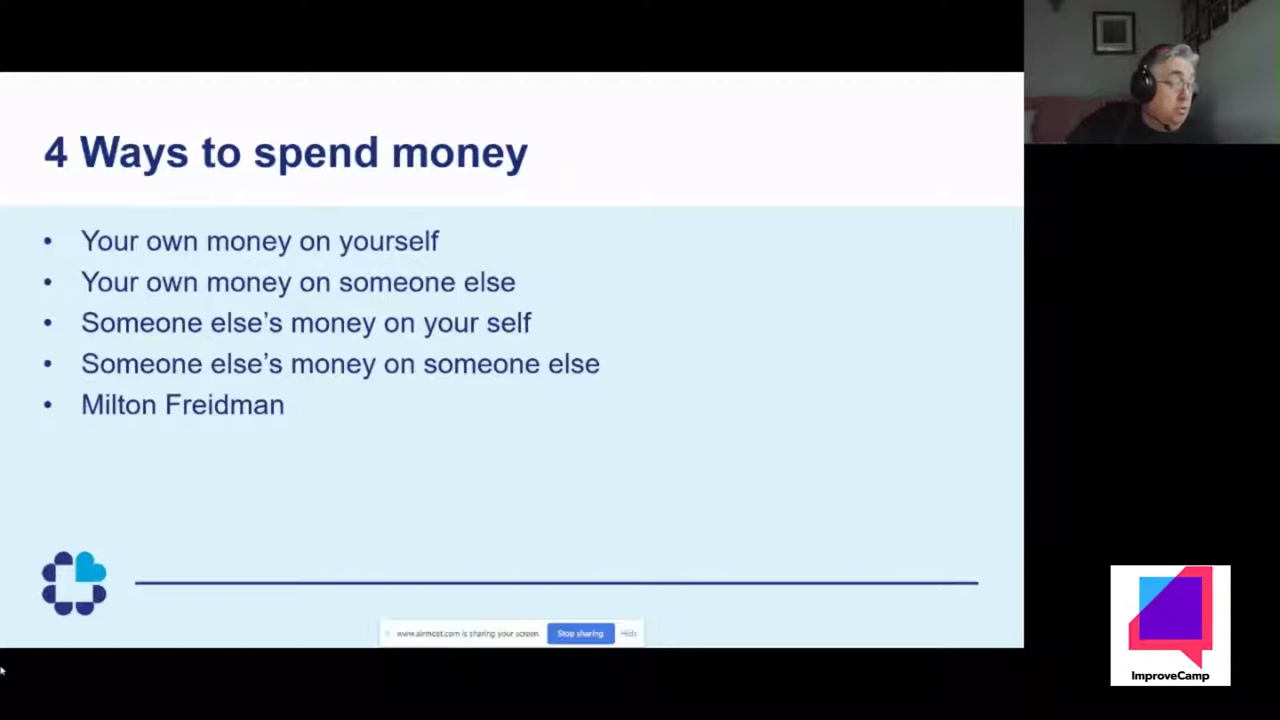 4 Ways to spend money
• Your own money on yourself
• Your own money on someone else
• Someone else’s money on your self
• Someone else’s money on someone else
• Milton Freidman
www.airmeet.com is sharing your screen.
Stop sharing
Hide
ImproveCamp